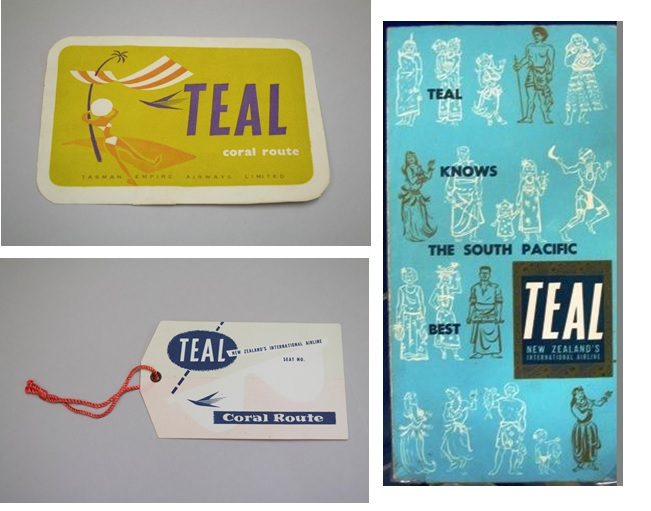 TEAL
coral route
TASMAN EMPIRE AIRWAYS LIMITED
TEAL
KNOWS
THE SOUTH PACIFIC
BEST
TEAL
NEW ZEALAND'S
INTERNATIONAL AIRLINE
TEAL
NEW ZEALAND'S INTERNATIONAL AIRLINE
SEAT NO.
Coral Route